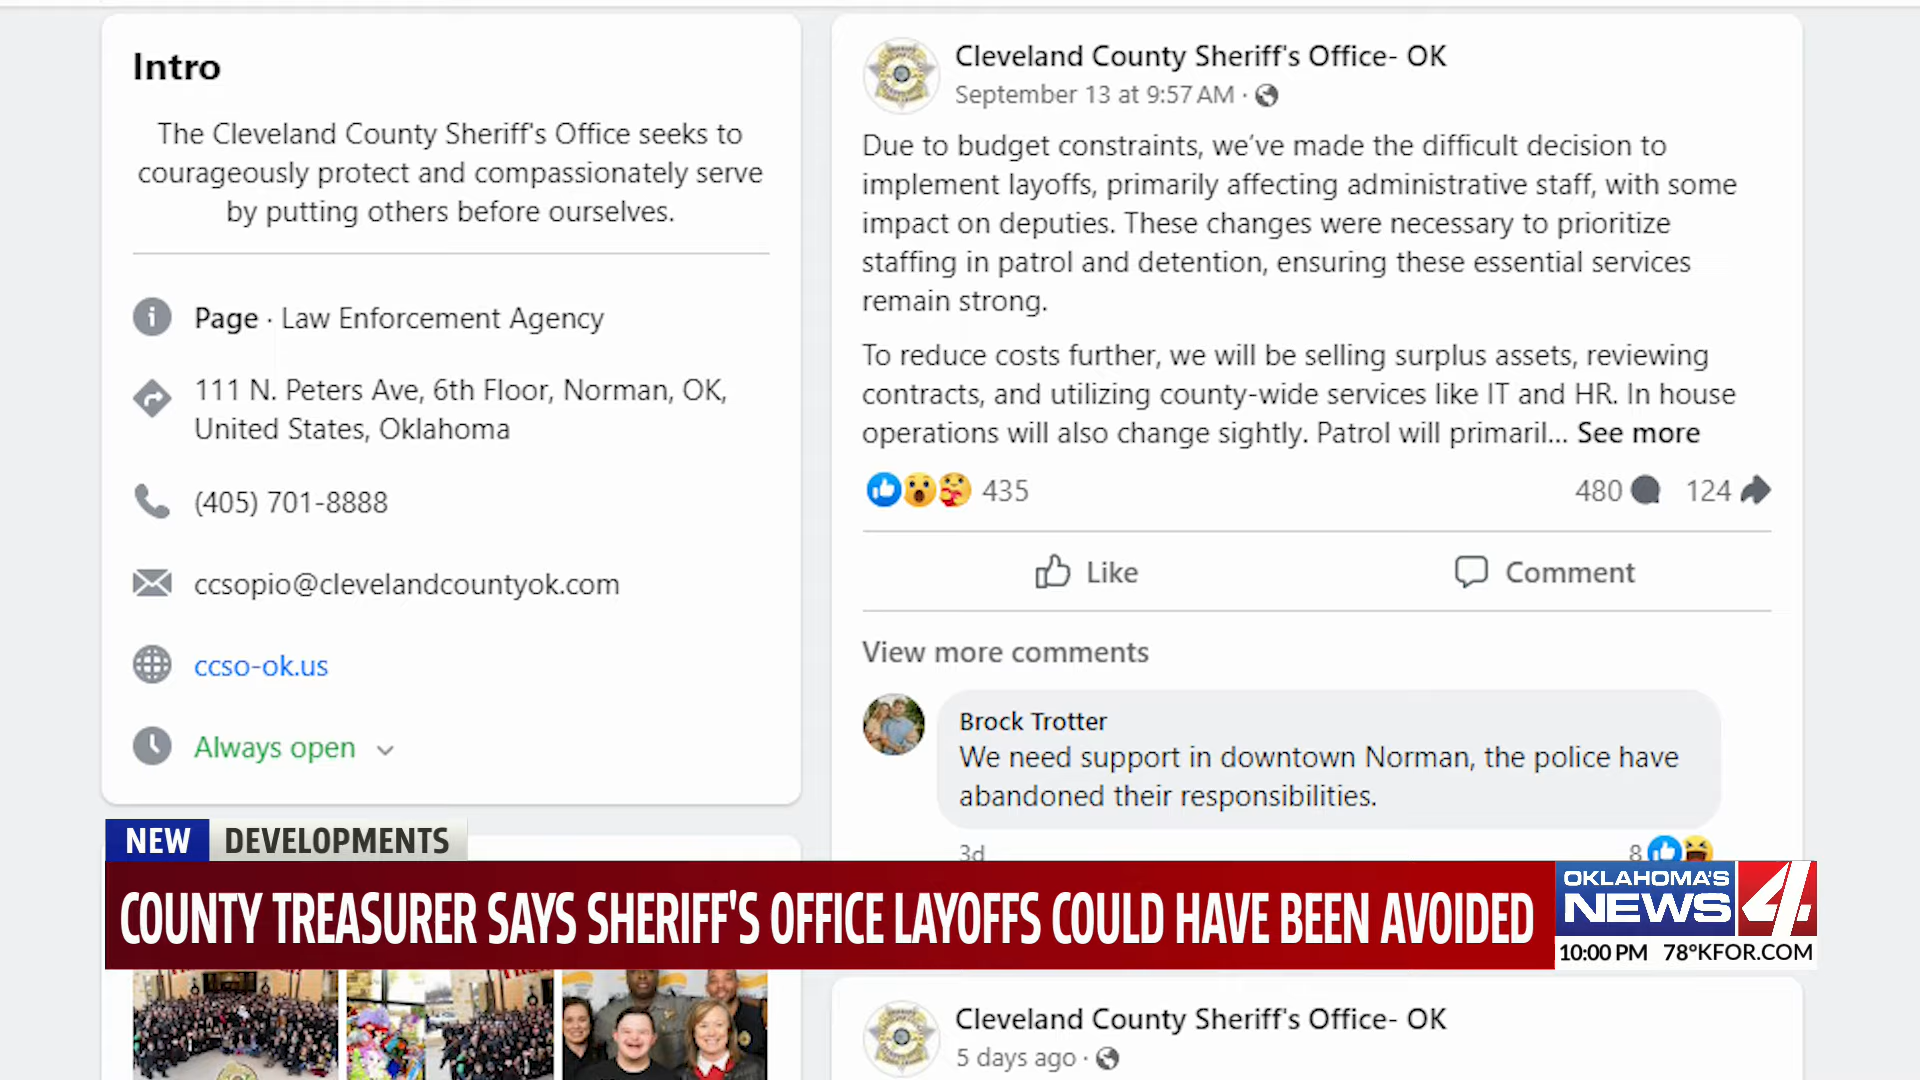 Intro
The Cleveland County Sheriff's Office seeks to
courageously protect and compassionately serve
by putting others before ourselves.
Page · Law Enforcement Agency
111 N. Peters Ave, 6th Floor, Norman, OK,
United States, Oklahoma
(405) 701-8888
ccsopio@clevelandcountyok.com
ccso-ok.us
Always open
Cleveland County Sheriff's Office- OK
September 13 at 9:57 AM ·
Due to budget constraints, we've made the difficult decision to
implement layoffs, primarily affecting administrative staff, with some
impact on deputies. These changes were necessary to prioritize
staffing in patrol and detention, ensuring these essential services
remain strong.
To reduce costs further, we will be selling surplus assets, reviewing
contracts, and utilizing county-wide services like IT and HR. In house
operations will also change sightly. Patrol will primaril... See more
435
480 124
Like Comment
View more comments
Brock Trotter
We need support in downtown Norman, the police have
abandoned their responsibilities.
3d 8
NEW DEVELOPMENTS
COUNTY TREASURER SAYS SHERIFF'S OFFICE LAYOFFS COULD HAVE BEEN AVOIDED
OKLAHOMA'S
NEWS 4
10:00 PM 78° KFOR.COM
Cleveland County Sheriff's Office- OK
5 days ago ·